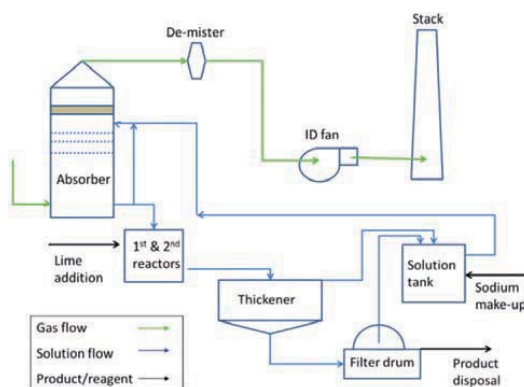 De-mister
Stack
ID fan
Absorber
1st & 2nd
reactors
Lime
addition
Thickener
Solution
tank
Sodium
make-up
Filter drum
Product
disposal
Gas flow
Solution flow
Product/reagent